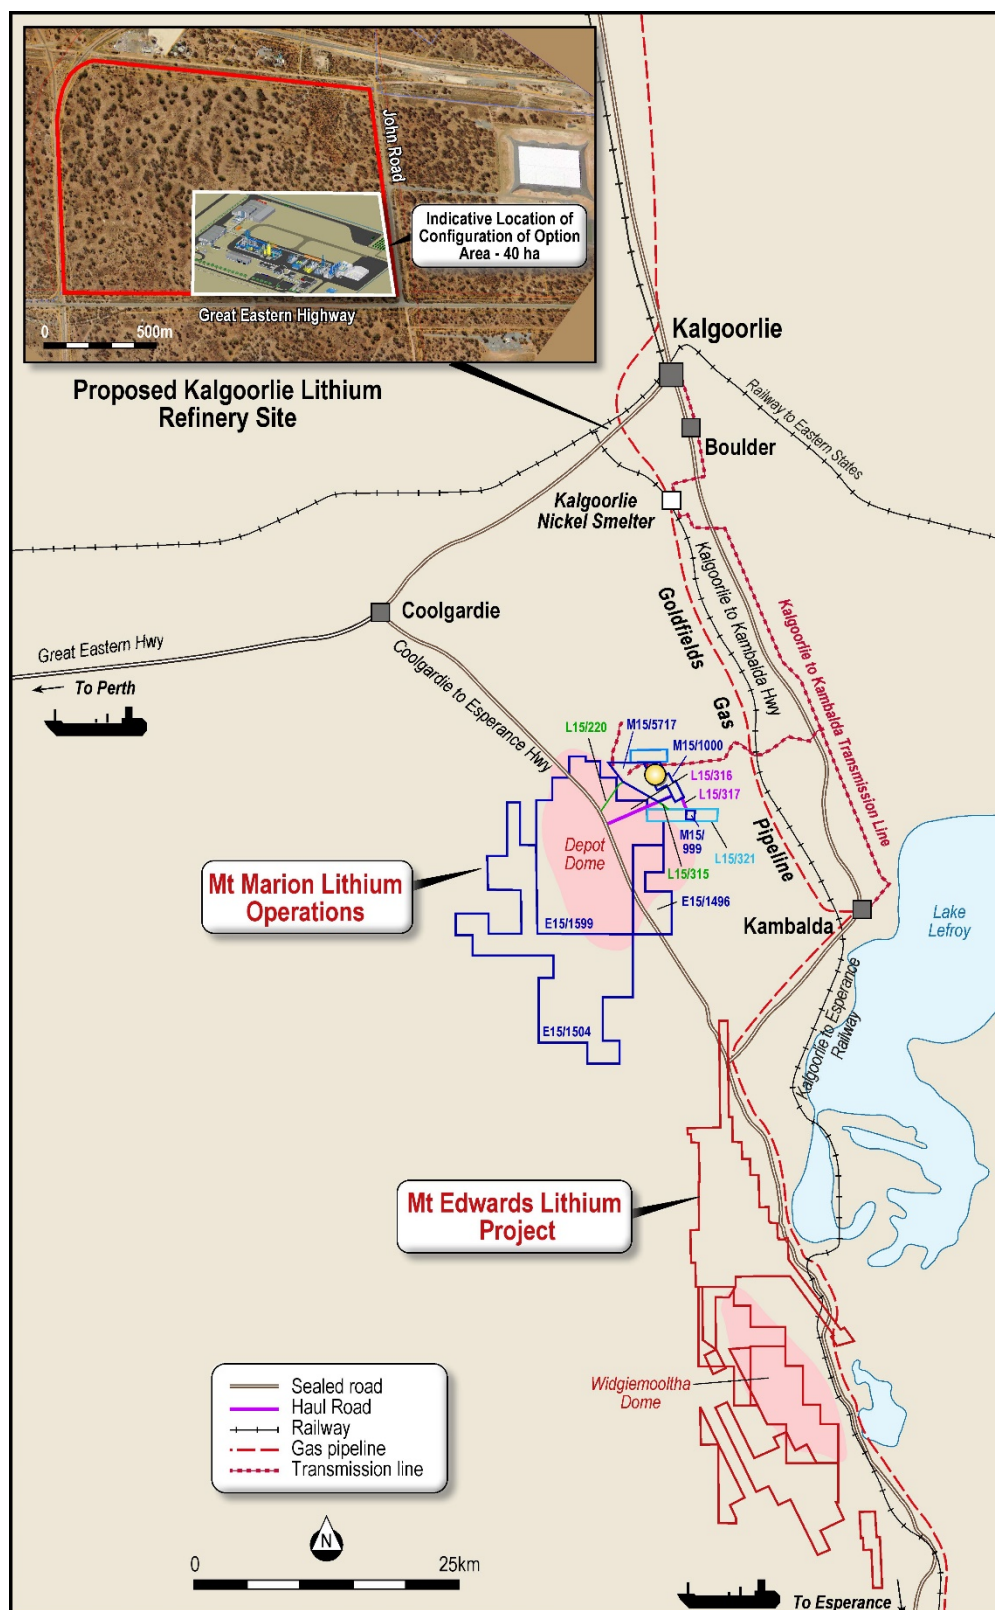 John Road
Indicative Location of
Configuration of Option
Area - 40 ha
Great Eastern Highway
0
500m
Proposed Kalgoorlie Lithium
Refinery Site
Kalgoorlie
Railway to Eastern States
Boulder
Kalgoorlie
Nickel Smelter
Coolgardie
Great Eastern Hwy
To Perth
Coolgardie to Esperance Hwy
Goldfields
Gas
Pipeline
Kalgoorlie to Kambalda Hwy
Kalgoorlie to Kambalda Transmission Line
L15/220
M15/5717
M15/1000
L15/316
L15/317
M15/
999
L15/321
L15/315
Depot
Dome
Mt Marion Lithium
Operations
E15/1599
E15/1496
E15/1504
Kambalda
Lake
Lefroy
Kalgoorlie to Esperance
Railway
Mt Edwards Lithium
Project
Widgiemooltha
Dome
Sealed road
Haul Road
Railway
Gas pipeline
Transmission line
N
0
25km
To Esperance